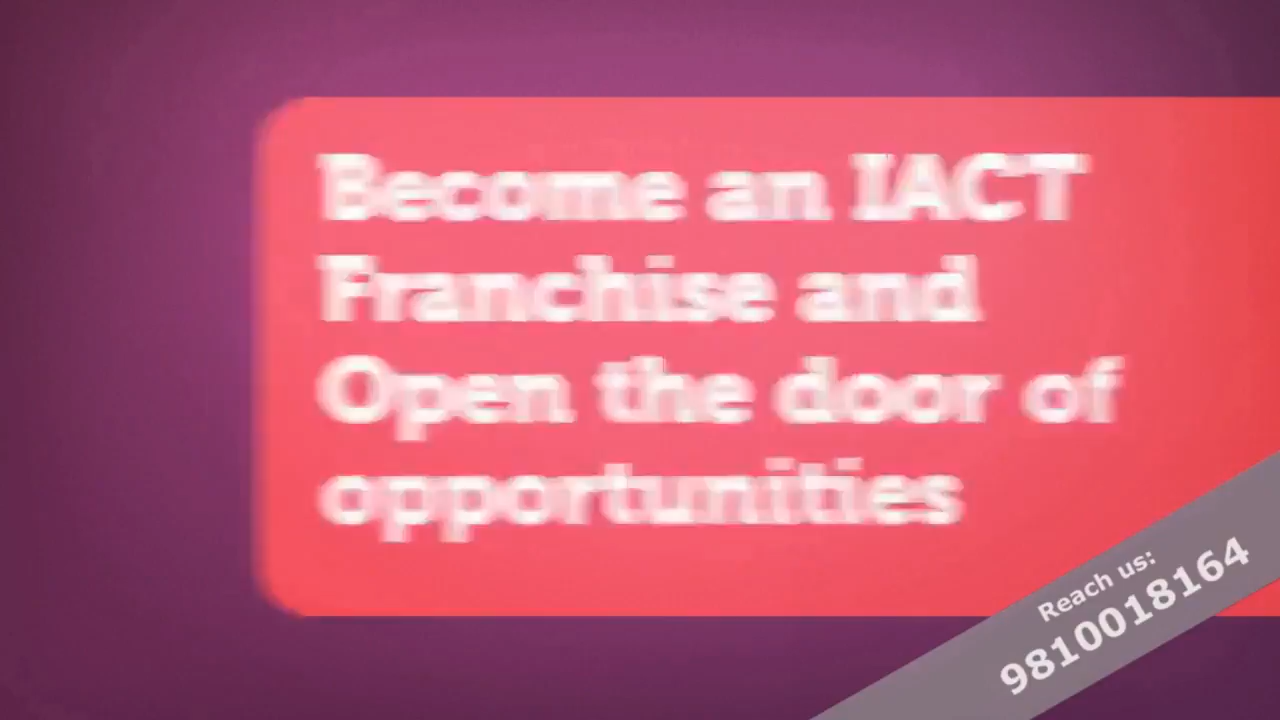 Become an IACT
Franchise and
Open the door of
opportunities
Reach us:
9810018164